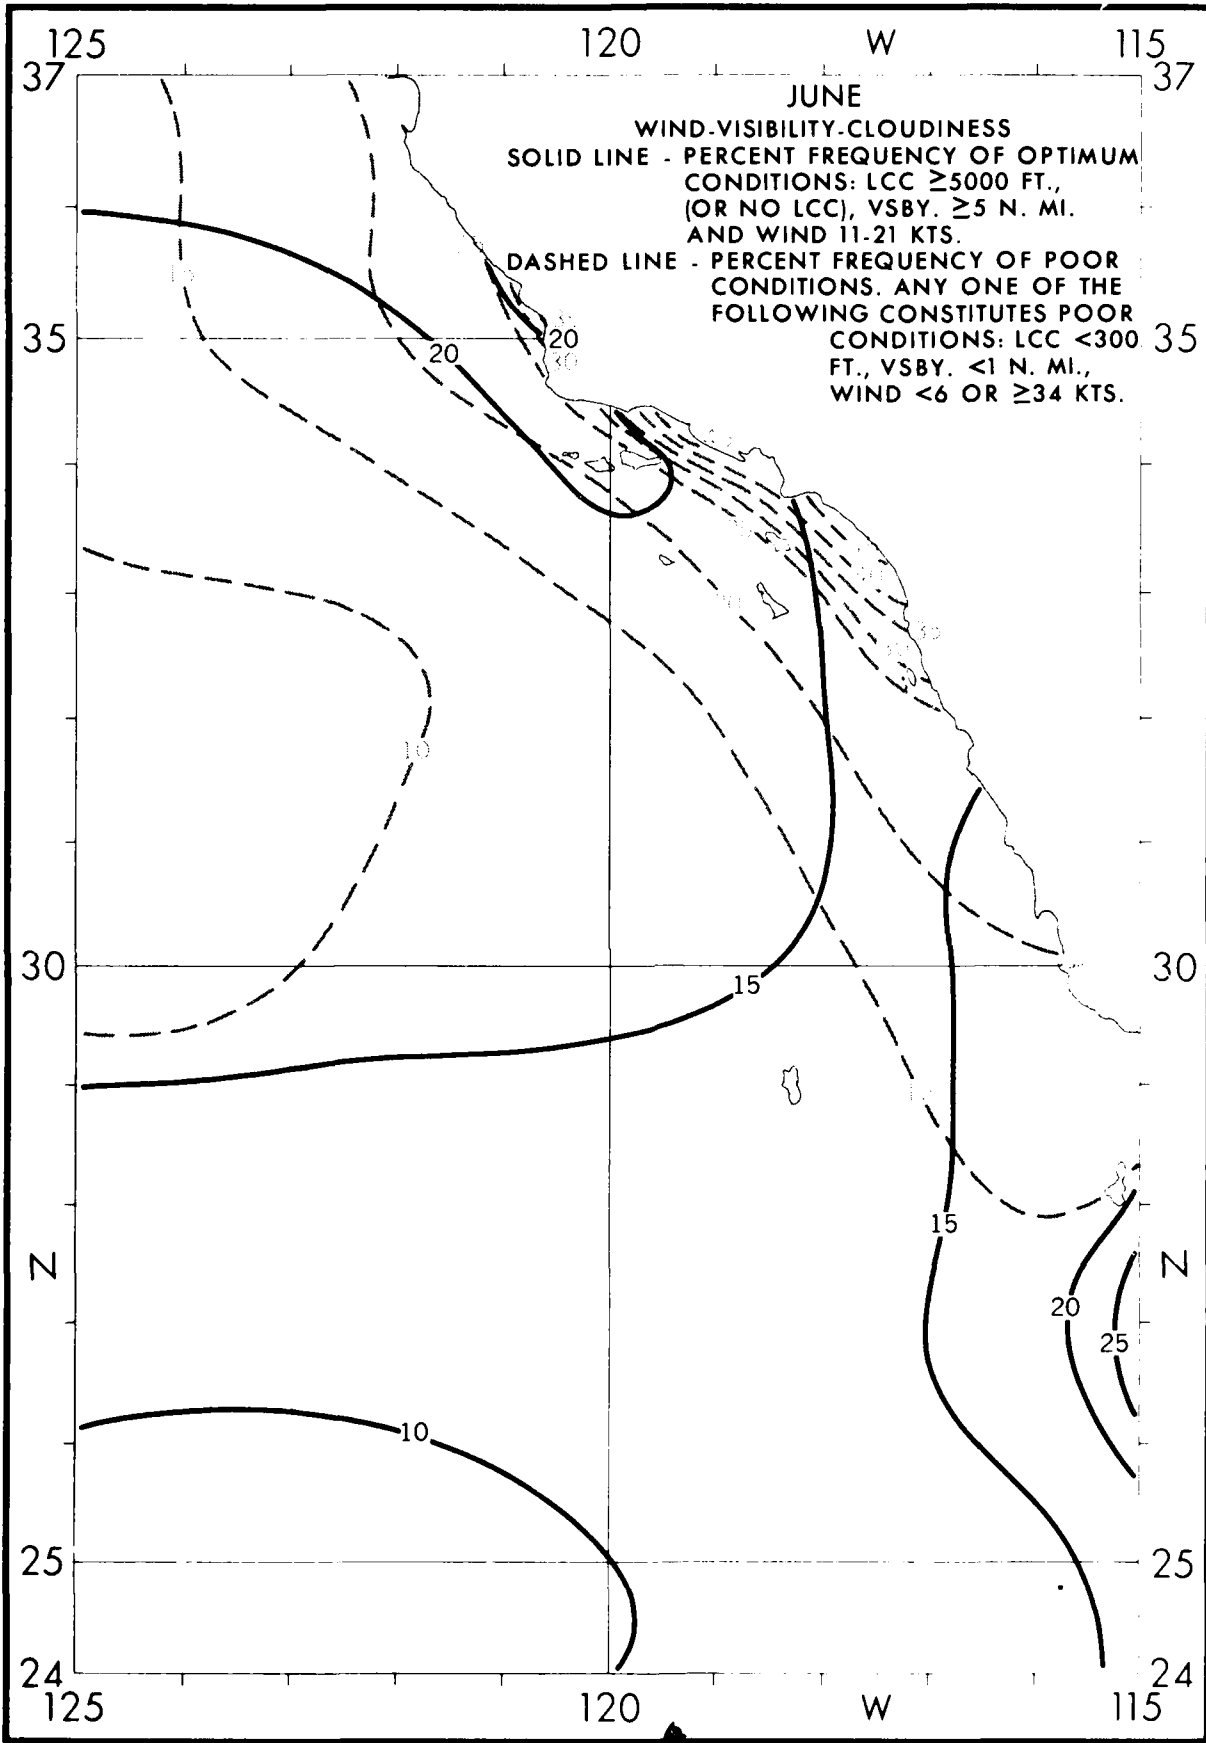 125 120 W 115
37 37
JUNE
WIND-VISIBILITY-CLOUDINESS
SOLID LINE - PERCENT FREQUENCY OF OPTIMUM
CONDITIONS: LCC ≥5000 FT.,
(OR NO LCC), VSBY. ≥5 N. MI.
AND WIND 11-21 KTS.
DASHED LINE - PERCENT FREQUENCY OF POOR
CONDITIONS. ANY ONE OF THE
FOLLOWING CONSTITUTES POOR
CONDITIONS: LCC <300
FT., VSBY. <1 N. MI.,
WIND <6 OR ≥34 KTS.
15
35 35
20 20
30
10
30 30
15
15
N N
20
25
10
25 25
24 24
125 120 W 115